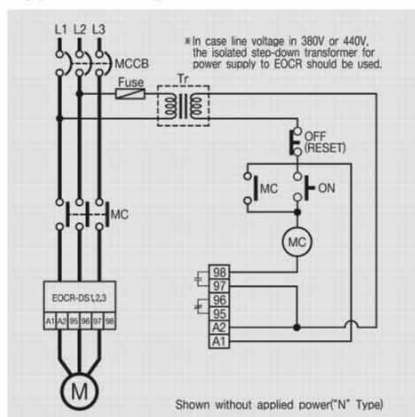 L1 L2 L3
※In case line voltage in 380V or 440V,
the isolated step-down transformer for
power supply to EOCR should be used.
MCCB
Fuse
Tr
OFF
(RESET)
MC
ON
MC
MC
98
97
96
95
A2
A1
EOCR-DS1,2,3
A1 A2 95 96 97 98
M
Shown without applied power("N" Type)